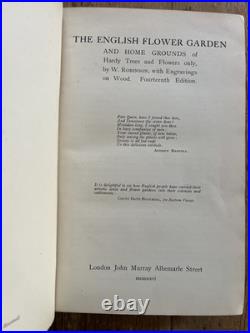 THE ENGLISH FLOWER GARDEN
AND HOME GROUNDS of
Hardy Trees and Flowers only,
by W. ROBINSON, with Engravings
on Wood. Fourteenth Edition.
Fair Quiet, have I found thee here,
And Innocence thy sister dear?
Mistaken long, I sought you then
In busy companies of men:
Your sacred plants, if here below,
Only among the plants will grow:
Society is all but rude
To this delicious solitude.
ANDREW MARVELL.
It is delightful to see how English people have carried their
artistic
London John Murray Albemarle Street